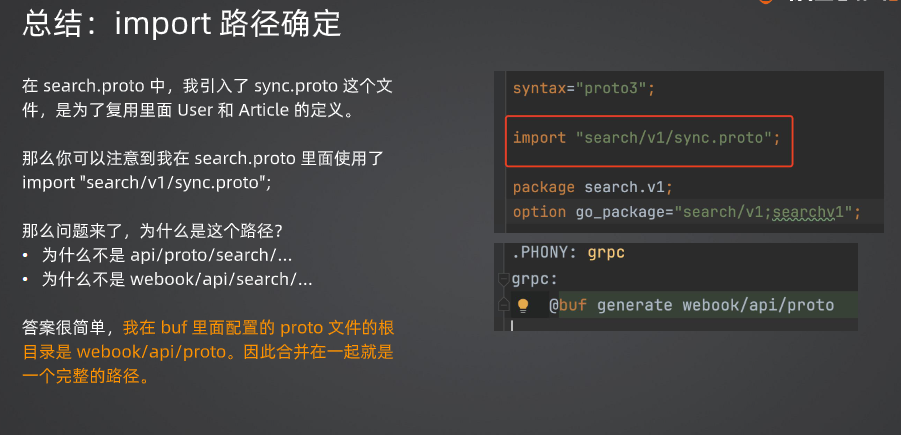 总结：import 路径确定
在 search.proto 中，我引入了 sync.proto 这个文
件，是为了复用里面 User 和 Article 的定义。
那么你可以注意到我在 search.proto 里面使用了
import "search/v1/sync.proto";
那么问题来了，为什么是这个路径？
• 为什么不是 api/proto/search/...
• 为什么不是 webook/api/search/...
答案很简单，我在 buf 里面配置的 proto 文件的根
目录是 webook/api/proto。因此合并在一起就是
一个完整的路径。
syntax="proto3";
import "search/v1/sync.proto";
package search.v1;
option go_package="search/v1;searchv1";
.PHONY: grpc
grpc:
@buf generate webook/api/proto